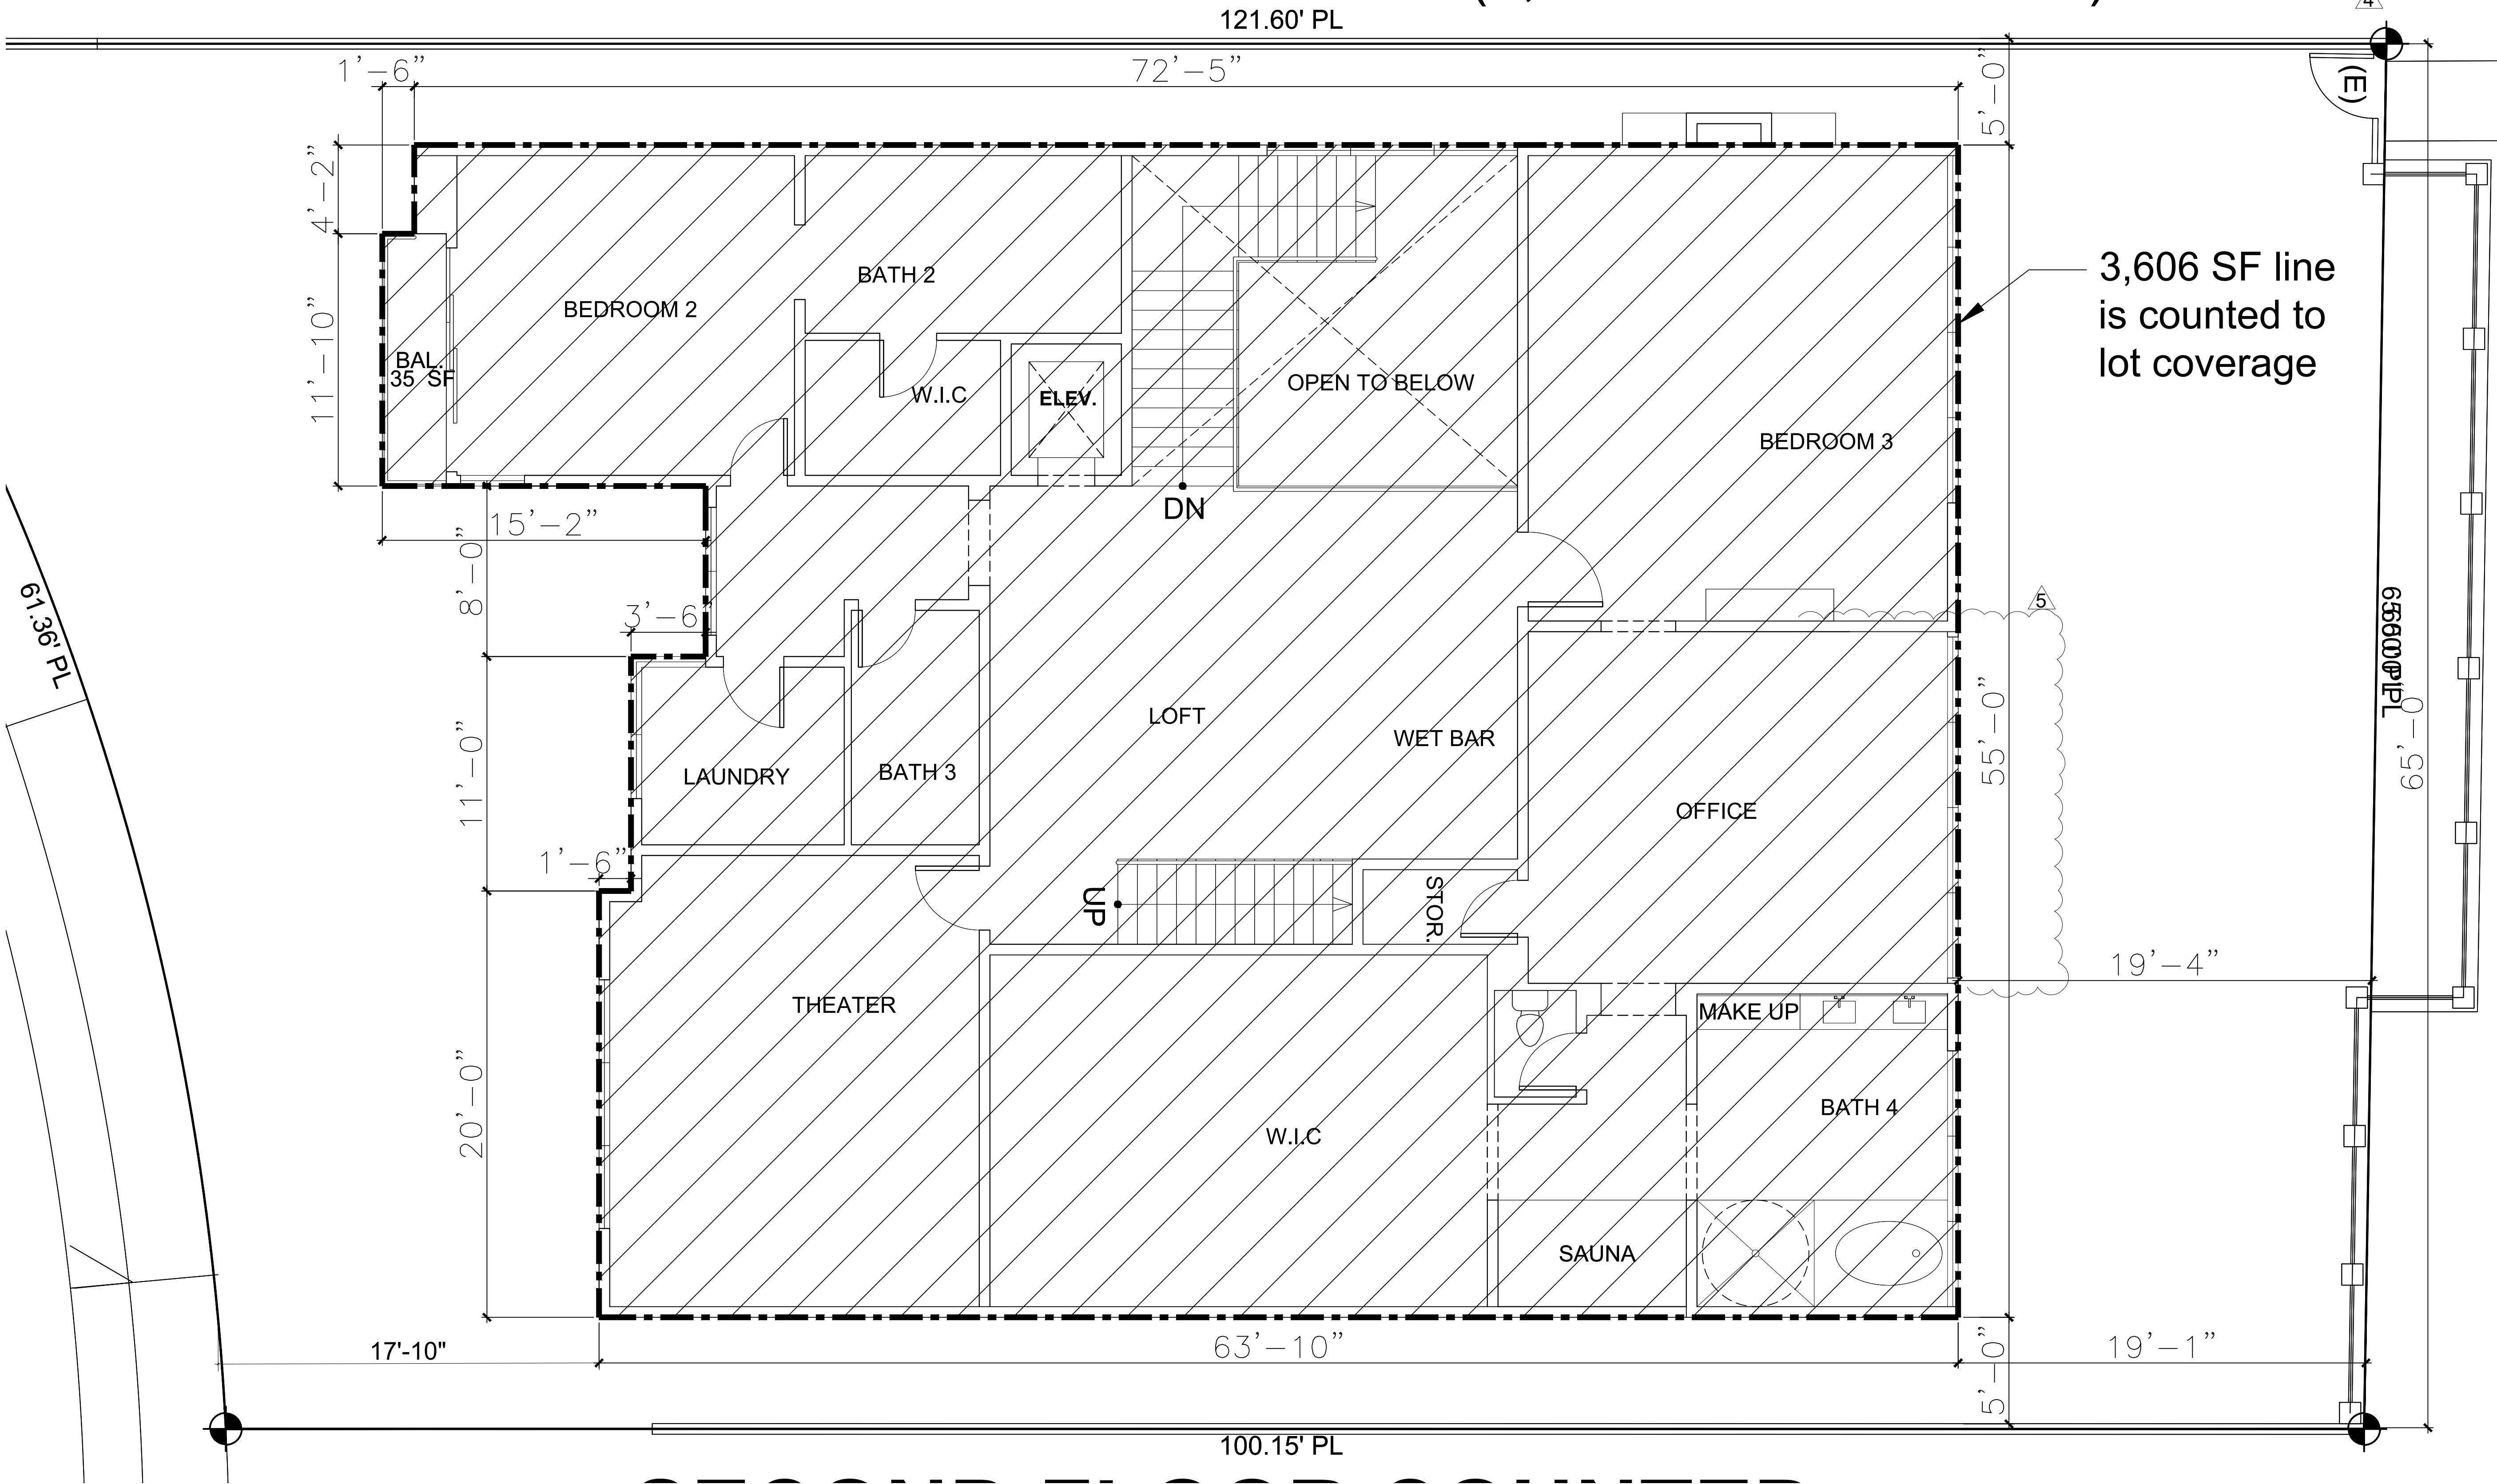 121.60' PL
4
1'-6"
72'-5"
5'-0"
(E)
4'-2"
11'-10"
BEDROOM 2
BATH 2
BAL.
35 SF
W.I.C
ELEV.
OPEN TO BELOW
BEDROOM 3
3,606 SF line
is counted to
lot coverage
DN
15'-2"
8'-0"
3'-6"
61.36' PL
5
LOFT
WET BAR
LAUNDRY
BATH 3
OFFICE
55'-0"
65'-0"
11'-0"
1'-6"
UP
STOR.
19'-4"
THEATER
MAKE UP
BATH 4
20'-0"
W.I.C
SAUNA
17'-10"
63'-10"
5'-0"
19'-1"
100.15' PL